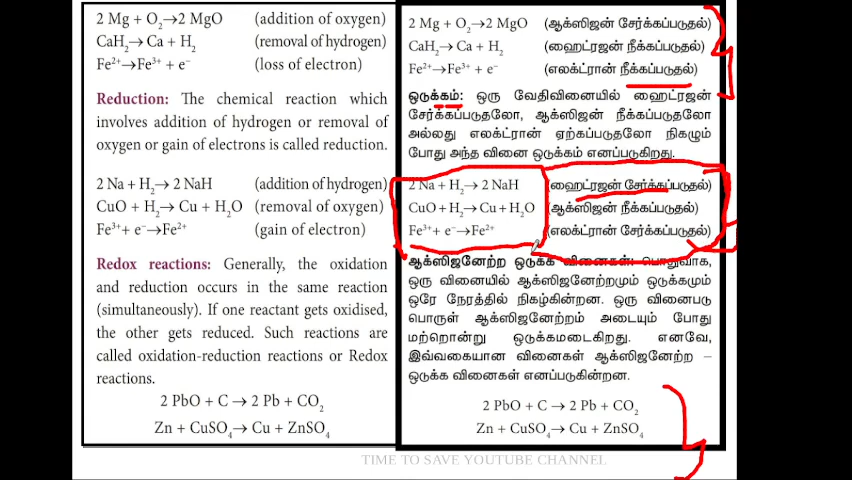 2 Mg + O₂→2 MgO (addition of oxygen)
CaH₂→ Ca + H₂ (removal of hydrogen)
Fe²⁺→Fe³⁺ + e⁻ (loss of electron)
Reduction: The chemical reaction which
involves addition of hydrogen or removal of
oxygen or gain of electrons is called reduction.
2 Na + H₂→ 2 NaH (addition of hydrogen)
CuO + H₂→ Cu + H₂O (removal of oxygen)
Fe³⁺+ e⁻→Fe²⁺ (gain of electron)
Redox reactions: Generally, the oxidation
and reduction occurs in the same reaction
(simultaneously). If one reactant gets oxidised,
the other gets reduced. Such reactions are
called oxidation-reduction reactions or Redox
reactions.
2 PbO + C → 2 Pb + CO₂
Zn + CuSO₄→ Cu + ZnSO₄
2 Mg + O₂→2 MgO (ஆக்ஸிஜன் சேர்க்கப்படுதல்)
CaH₂→ Ca + H₂ (ஹைட்ரஜன் நீக்கப்படுதல்)
Fe²⁺→Fe³⁺ + e⁻ (எலக்ட்ரான் நீக்கப்படுதல்)
ஒடுக்கம்: ஒரு வேதிவினையில் ஹைட்ரஜன்
சேர்க்கப்படுதலோ, ஆக்ஸிஜன் நீக்கப்படுதலோ
அல்லது எலக்ட்ரான் ஏற்கப்படுதலோ நிகழும்
போது அந்த வினை ஒடுக்கம் எனப்படுகிறது.
2 Na + H₂→ 2 NaH (ஹைட்ரஜன் சேர்க்கப்படுதல்)
CuO + H₂→ Cu + H₂O (ஆக்ஸிஜன் நீக்கப்படுதல்)
Fe³⁺+ e⁻→Fe²⁺ (எலக்ட்ரான் சேர்க்கப்படுதல்)
ஆக்ஸிஜனேற்ற ஒடுக்க வினைகள்: பொதுவாக,
ஒரு வினையில் ஆக்ஸிஜனேற்றமும் ஒடுக்கமும்
ஒரே நேரத்தில் நிகழ்கின்றன. ஒரு வினைபடு
பொருள் ஆக்ஸிஜனேற்றம் அடையும் போது
மற்றொன்று ஒடுக்கமடைகிறது. எனவே,
இவ்வகையான வினைகள் ஆக்ஸிஜனேற்ற –
ஒடுக்க வினைகள் எனப்படுகின்றன.
2 PbO + C → 2 Pb + CO₂
Zn + CuSO₄→ Cu + ZnSO₄
TIME TO SAVE YOUTUBE CHANNEL